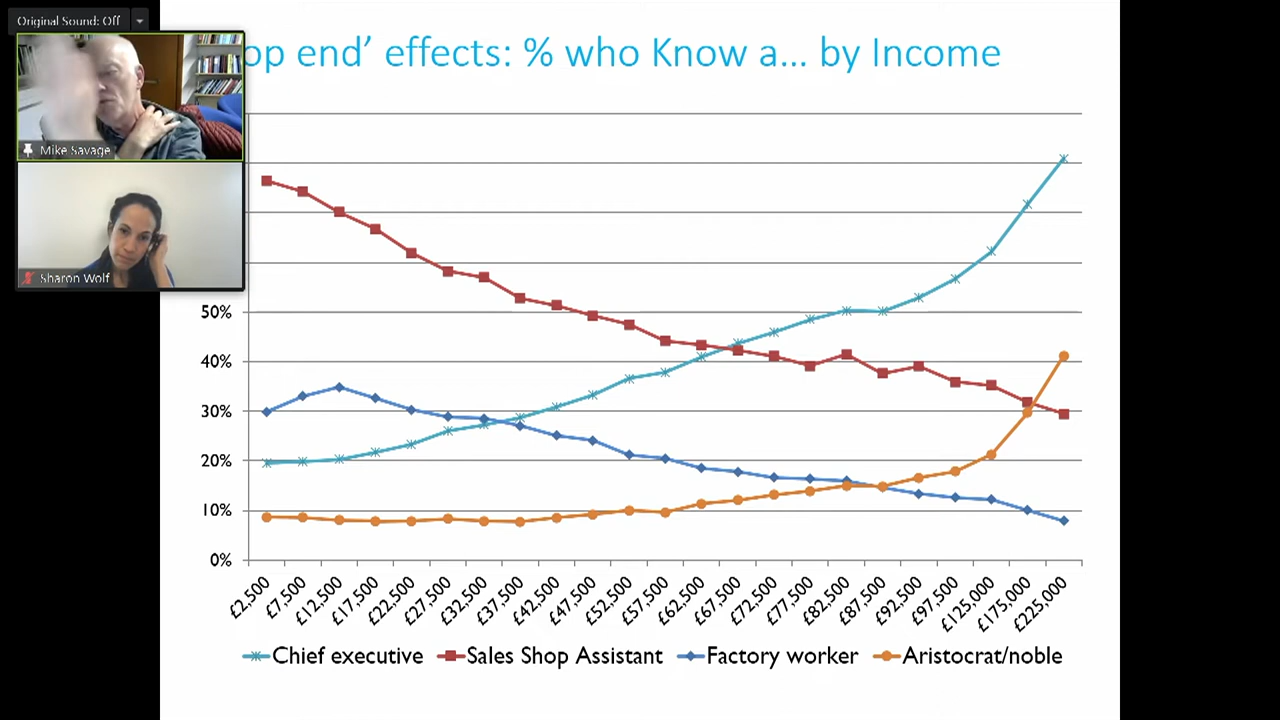 Original Sound: Off
op end’ effects: % who Know a... by Income
Mike Savage
Sharon Wolf
50%
40%
30%
20%
10%
0%
£2,500 £7,500 £12,500 £17,500 £22,500 £27,500 £32,500 £37,500 £42,500 £47,500 £52,500 £57,500 £62,500 £67,500 £72,500 £77,500 £82,500 £87,500 £92,500 £97,500 £125,000 £175,000 £225,000
Chief executive Sales Shop Assistant Factory worker Aristocrat/noble